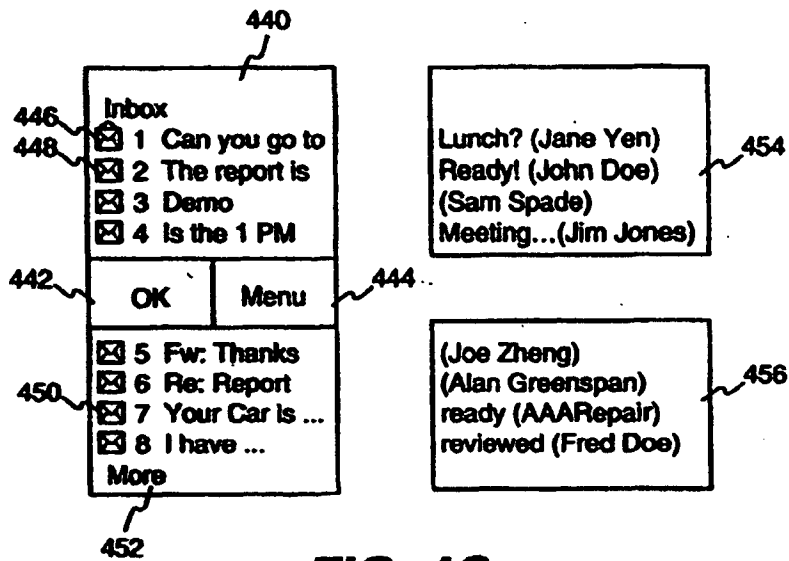 440
Inbox
446
1 Can you go to
448
2 The report is
3 Demo
4 Is the 1 PM
442
OK
Menu
444
5 Fw: Thanks
6 Re: Report
450
7 Your Car is ...
8 I have ...
More
452
Lunch? (Jane Yen)
Ready! (John Doe)
454
(Sam Spade)
Meeting...(Jim Jones)
(Joe Zheng)
(Alan Greenspan)
456
ready (AAARepair)
reviewed (Fred Doe)